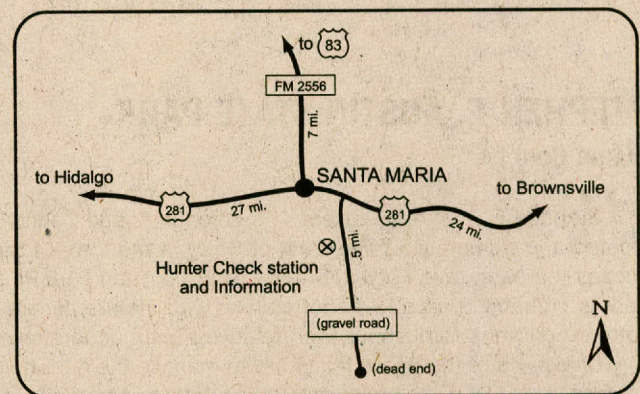 to 83
FM 2556
7 mi.
SANTA MARIA
to Hidalgo
to Brownsville
281
27 mi.
281
24 mi.
.5 mi.
Hunter Check station
and Information
(gravel road)
(dead end)
N